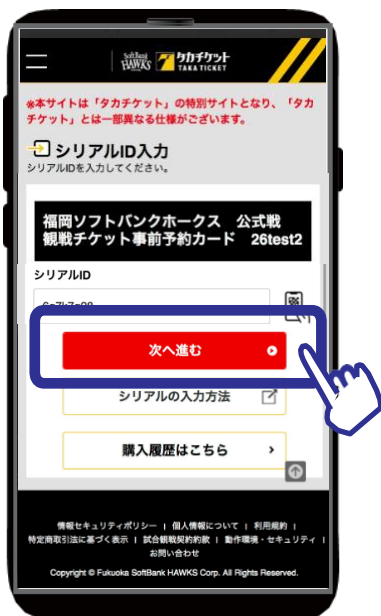 SoftBank HAWKS タカチケット TAKA TICKET
※本サイトは「タカチケット」の特別サイトとなり、「タカ
チケット」とは一部異なる仕様がございます。
シリアルID入力
シリアルIDを入力してください。
福岡ソフトバンクホークス 公式戦
観戦チケット事前予約カード 26test2
シリアルID
次へ進む
シリアルの入力方法
購入履歴はこちら
情報セキュリティポリシー | 個人情報について | 利用規約 |
特定商取引法に基づく表示 | 試合観戦契約約款 | 動作環境・セキュリティ |
お問い合わせ
Copyright © Fukuoka SoftBank HAWKS Corp. All Rights Reserved.